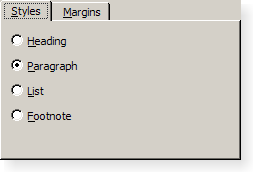 Styles Margins
Heading
Paragraph
List
Footnote